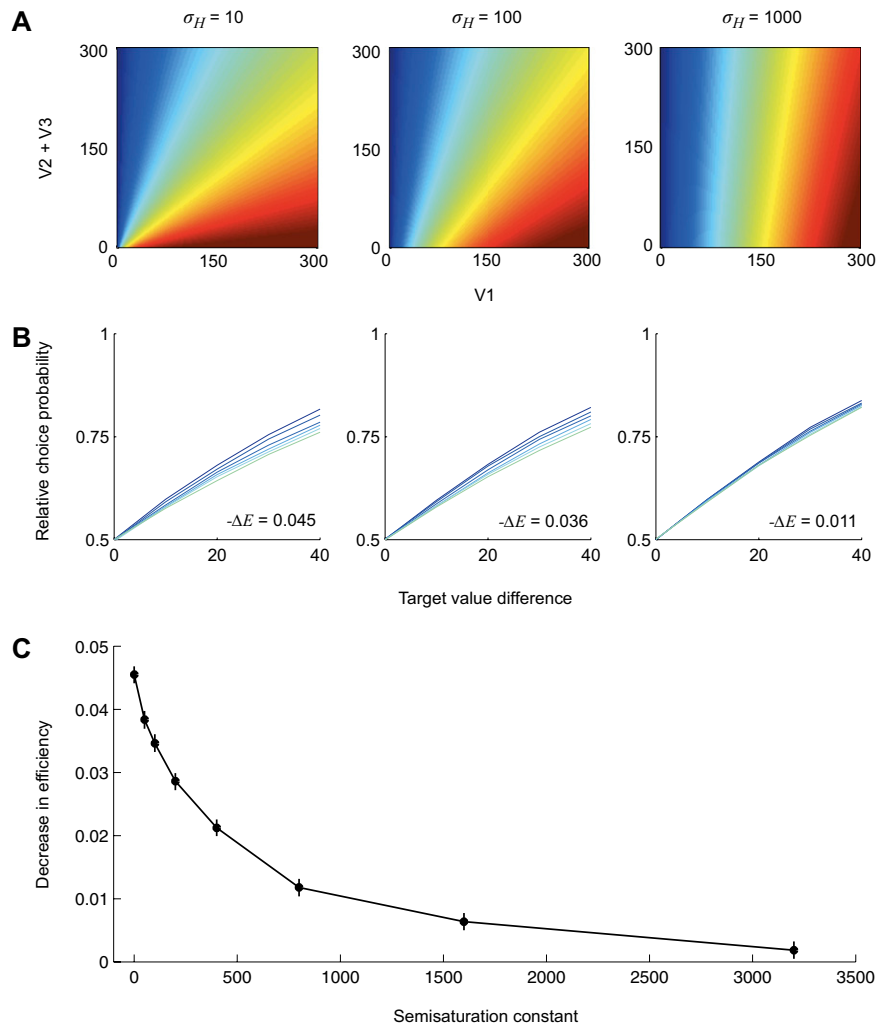 A
σH = 10
σH = 100
σH = 1000
V2 + V3
300
150
0
0 150 300
300
150
0
0 150 300
300
150
0
0 150 300
V1
B
Relative choice probability
1
0.75
0.5
-ΔE = 0.045
0 20 40
1
0.75
0.5
-ΔE = 0.036
0 20 40
1
0.75
0.5
-ΔE = 0.011
0 20 40
Target value difference
C
Decrease in efficiency
0.05
0.04
0.03
0.02
0.01
0
0 500 1000 1500 2000 2500 3000 3500
Semisaturation constant